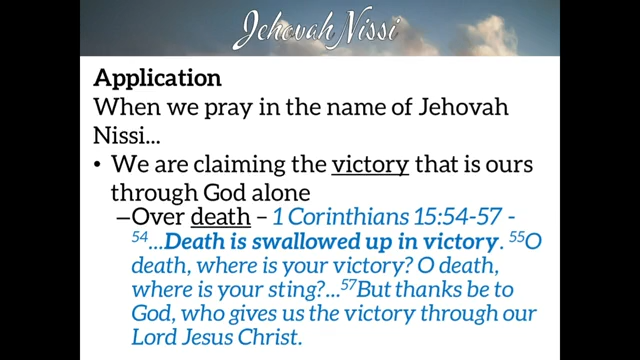 Jehovah Nissi
Application
When we pray in the name of Jehovah
Nissi...
• We are claiming the victory that is ours
through God alone
–Over death – 1 Corinthians 15:54-57 -
54...Death is swallowed up in victory. 55O
death, where is your victory? O death,
where is your sting?...57But thanks be to
God, who gives us the victory through our
Lord Jesus Christ.